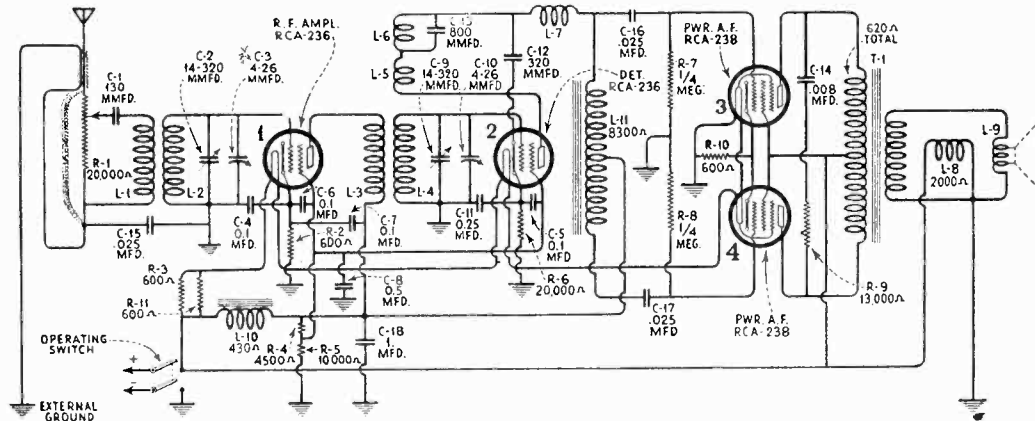 R.F. AMPL.
RCA-236
C-1
130
MMFD.
C-2
14-320
MMFD.
C-3
4-26
MMFD.
R-1
20,000Ω
L-1
L-2
C-15
.025
MFD.
C-4
0.1
MFD.
1
C-6
0.1
MFD
R-2
600Ω
L-3
C-7
0.1
MFD.
C-8
0.5
MFD.
R-3
600Ω
R-11
600Ω
L-10
430Ω
R-4
4500Ω
R-5
10000Ω
C-18
1.
MFD.
OPERATING
SWITCH
+
-
EXTERNAL
GROUND
L-6
800
MMFD.
L-5
C-9
14-320
MMFD.
C-10
4-26
MMFD.
L-4
C-11
0.25
MFD.
L-7
C-12
320
MMFD.
2
DET.
RCA-236
C-5
0.1
MFD.
R-6
20,000Ω
L-11
8300Ω
C-16
.025
MFD.
R-7
1/4
MEG.
R-8
1/4
MEG.
C-17
.025
MFD
PWR. A.F.
RCA-238
3
R-10
600Ω
4
PWR. A.F.
RCA-238
C-14
.008
MFD.
R-9
13,000Ω
620Ω
TOTAL
T-1
L-8
2000Ω
L-9